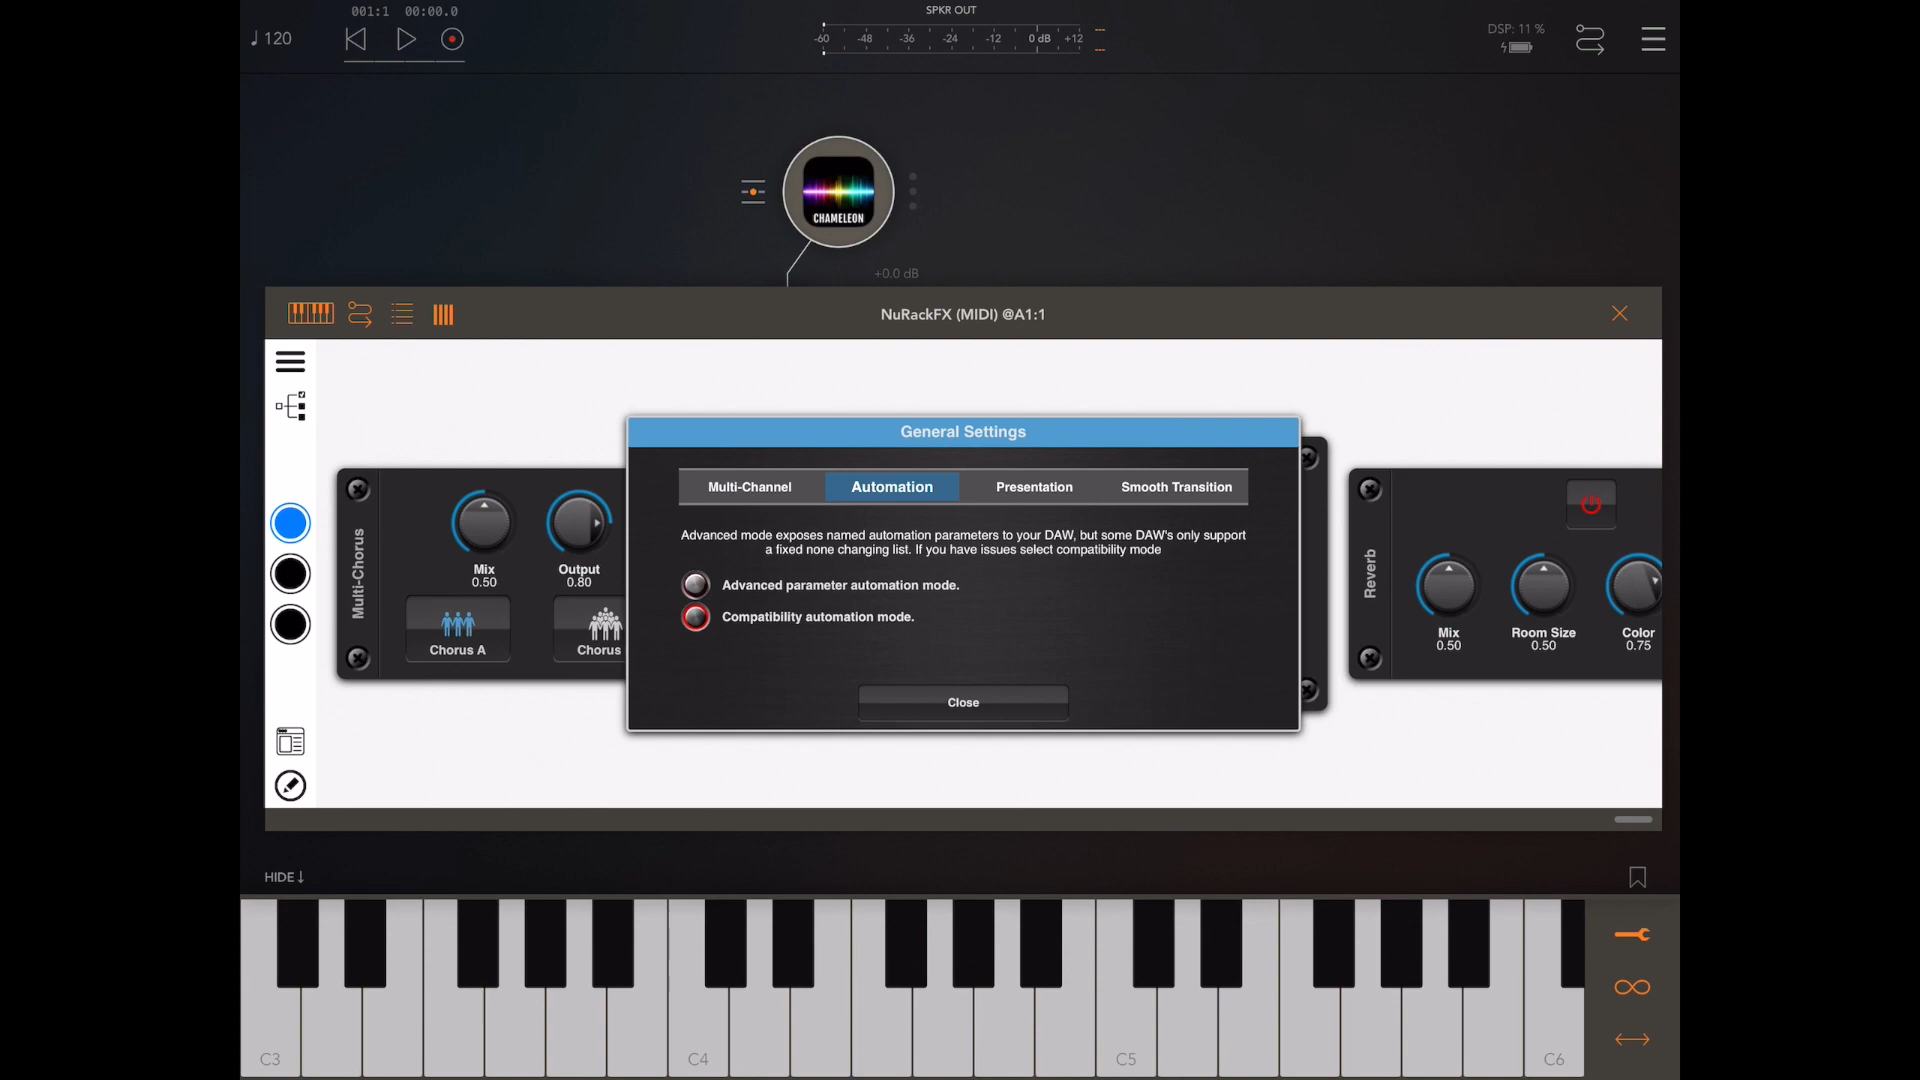 001:1 00:00.0
♩120
SPKR OUT
-60 -48 -36 -24 -12 0 dB +12
DSP: 11 %
CHAMELEON
+0.0 dB
NuRackFX (MIDI) @A1:1
General Settings
Multi-Channel Automation Presentation Smooth Transition
Advanced mode exposes named automation parameters to your DAW, but some DAW's only support
a fixed none changing list. If you have issues select compatibility mode
Advanced parameter automation mode.
Compatibility automation mode.
Close
Multi-Chorus
Mix
0.50
Output
0.80
Chorus A
Chorus
Reverb
Mix
0.50
Room Size
0.50
Color
0.75
HIDE↓
C3 C4 C5 C6